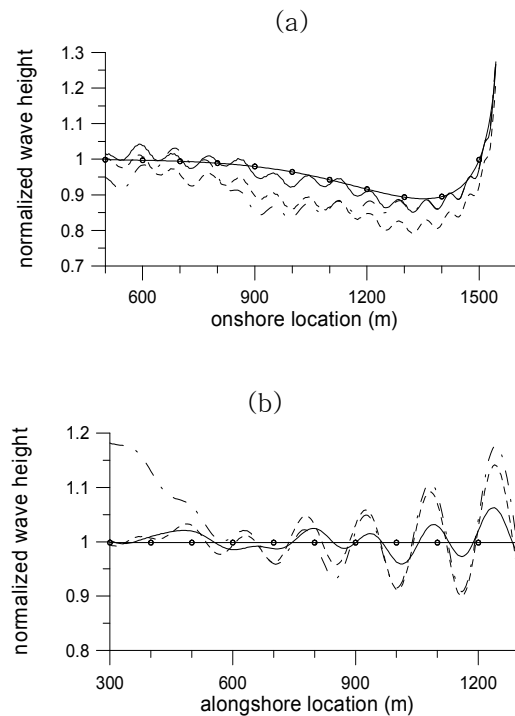 (a)
1.3
1.2
1.1
1
0.9
0.8
0.7
normalized wave height
600 900 1200 1500
onshore location (m)
(b)
1.2
1.1
1
0.9
0.8
normalized wave height
300 600 900 1200
alongshore location (m)